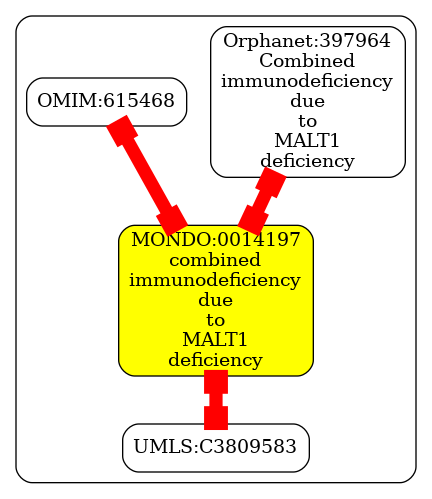 OMIM:615468
Orphanet:397964
Combined
immunodeficiency
due
to
MALT1
deficiency
MONDO:0014197
combined
immunodeficiency
due
to
MALT1
deficiency
UMLS:C3809583